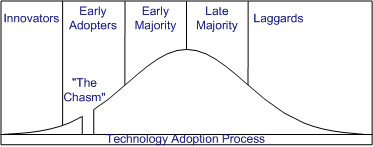 Innovators
Early
Adopters
Early
Majority
Late
Majority
Laggards
"The
Chasm"
Technology Adoption Process